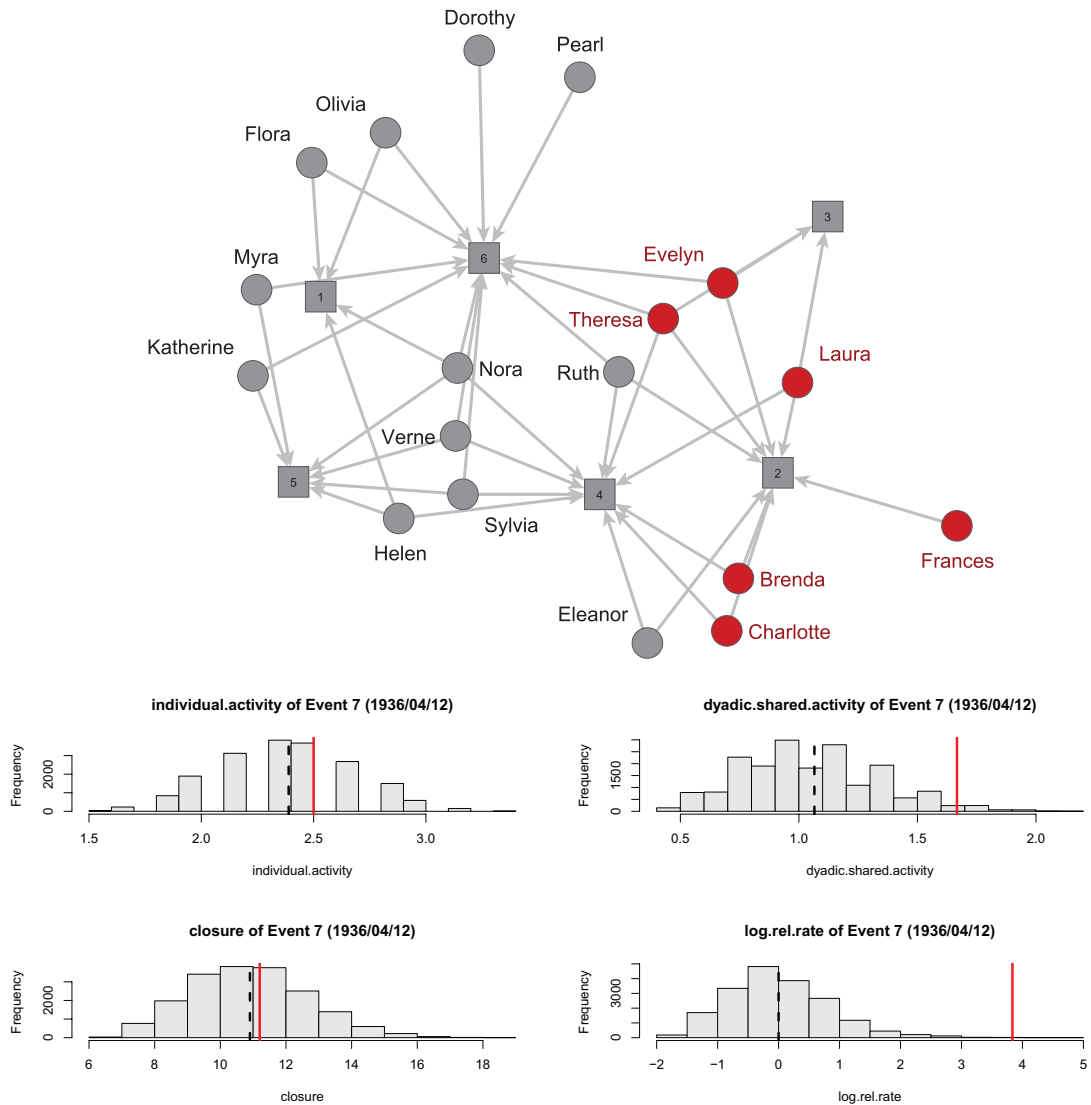 Dorothy
Pearl
Olivia
Flora
3
Evelyn
Myra
6
1
Theresa
Katherine
Laura
Nora
Ruth
Verne
2
5
4
Sylvia
Helen
Frances
Brenda
Eleanor
Charlotte
individual.activity of Event 7 (1936/04/12)
Frequency
0
2000
1.5
2.0
2.5
3.0
individual.activity
dyadic.shared.activity of Event 7 (1936/04/12)
Frequency
0
1500
0.5
1.0
1.5
2.0
dyadic.shared.activity
closure of Event 7 (1936/04/12)
Frequency
0
2000
6
8
10
12
14
16
18
closure
log.rel.rate of Event 7 (1936/04/12)
Frequency
0
3000
−2
−1
0
1
2
3
4
5
log.rel.rate